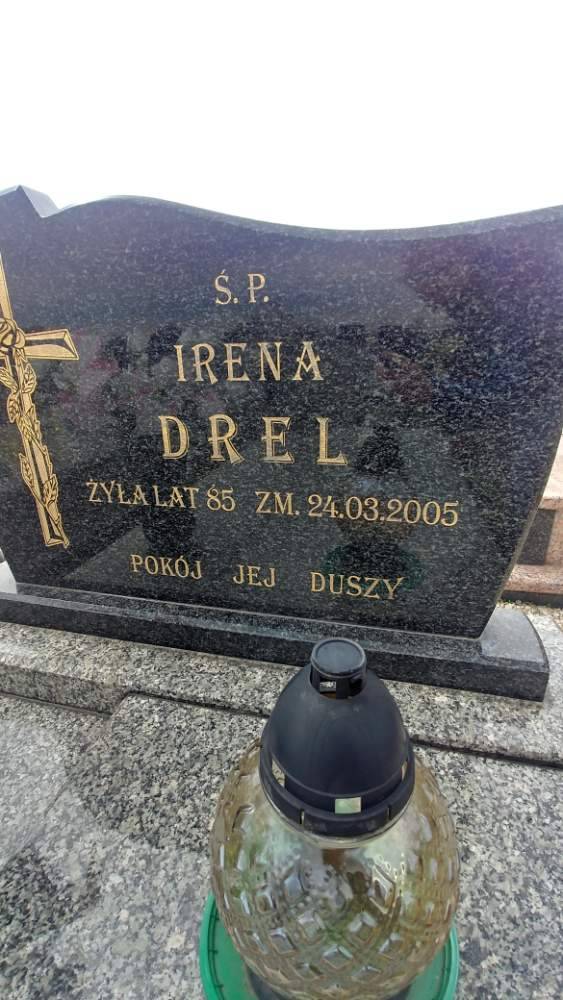 Ś. P.
IRENA
DREL
ŻYŁA LAT 85 ZM. 24.03.2005
POKÓJ JEJ DUSZY